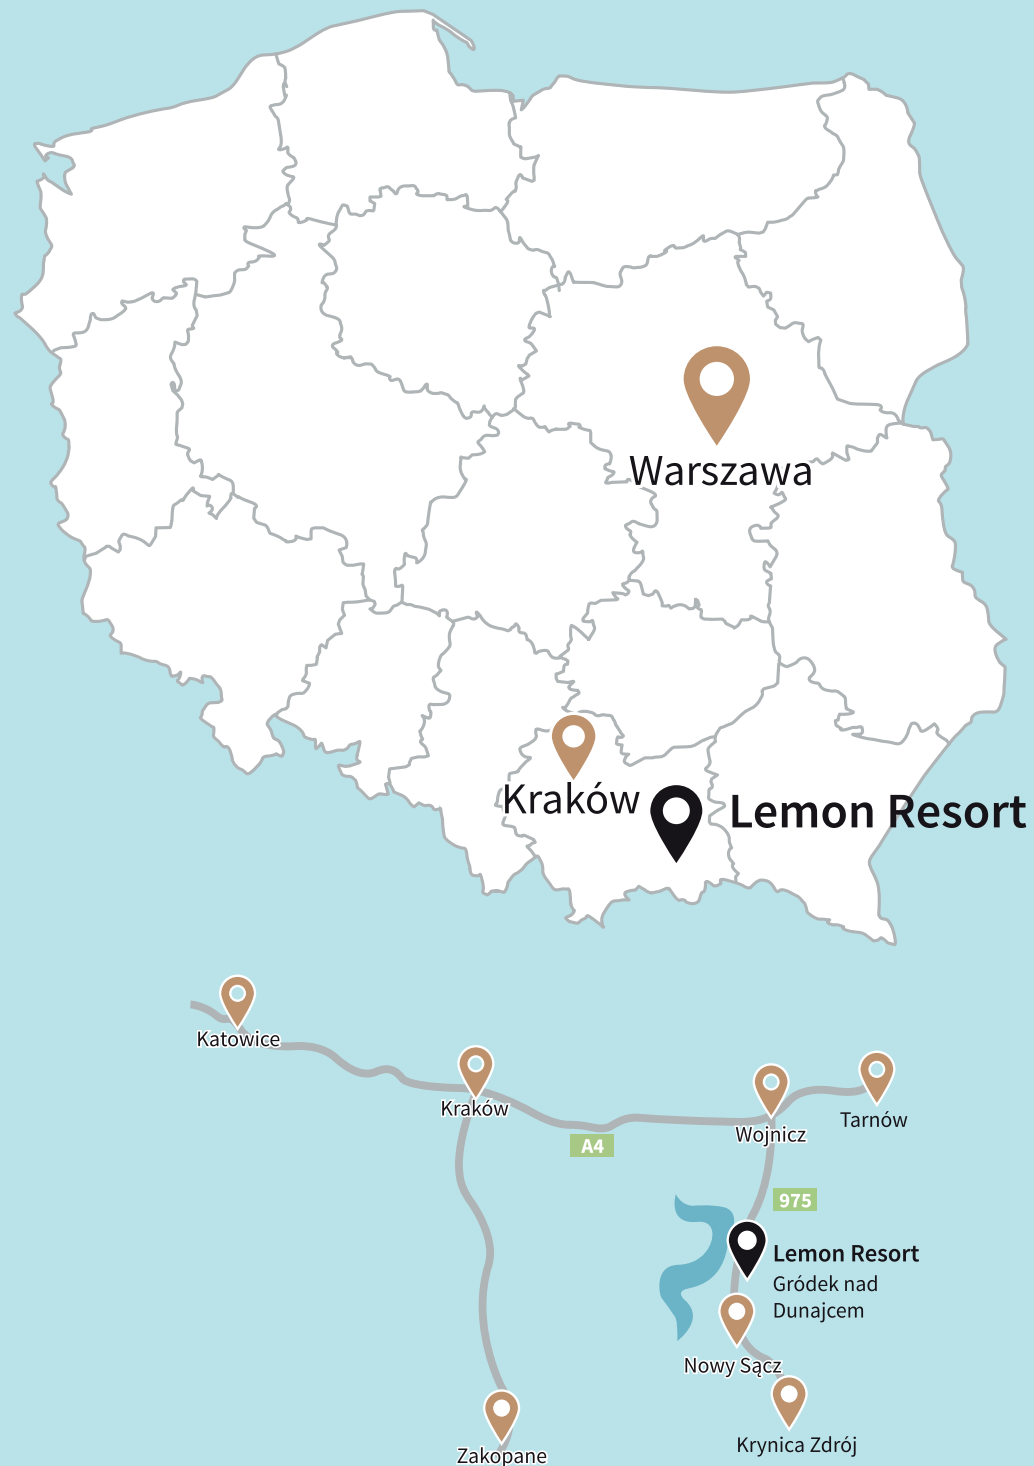 Warszawa
Kraków
Lemon Resort
Katowice
Kraków
Wojnicz
Tarnów
A4
975
Lemon Resort
Gródek nad
Dunajcem
Nowy Sącz
Krynica Zdrój
Zakopane